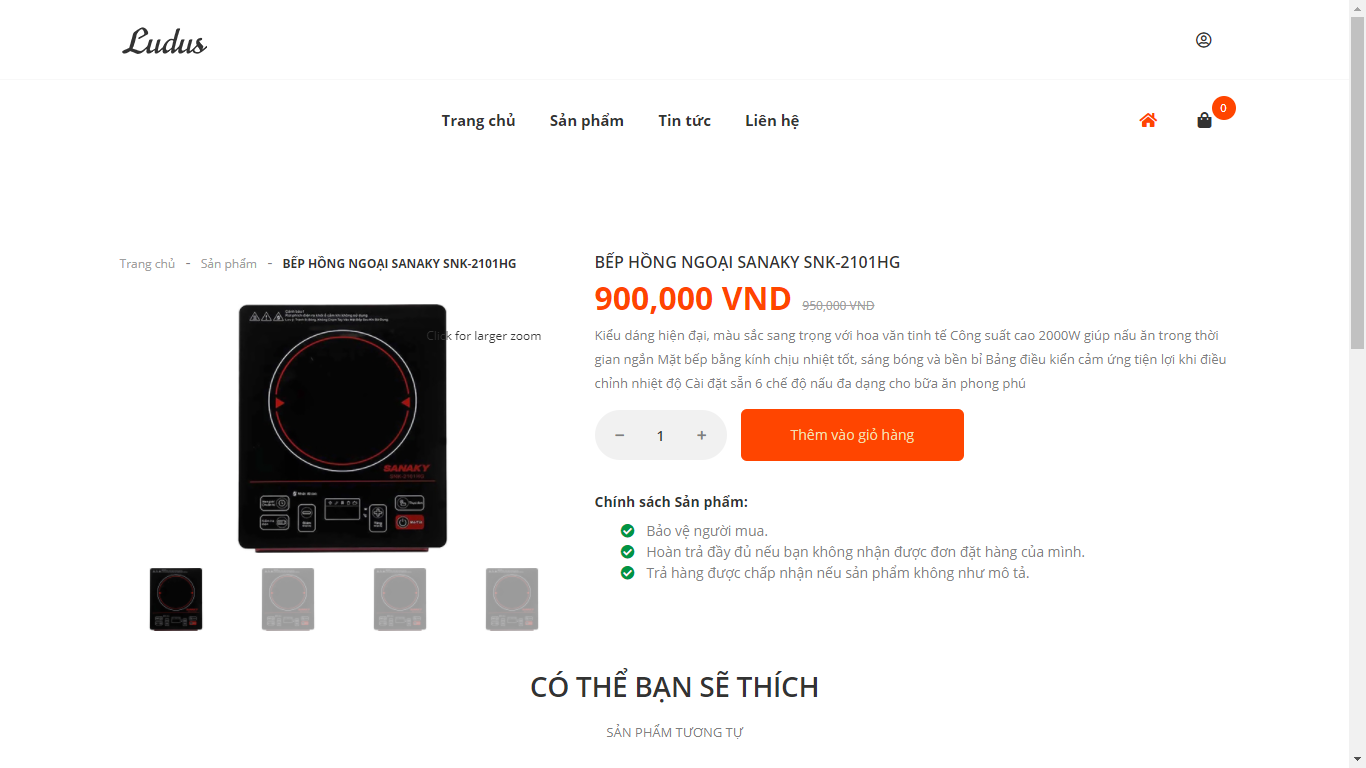 Ludus
Trang chủ Sản phẩm Tin tức Liên hệ
0
Trang chủ - Sản phẩm - BẾP HỒNG NGOẠI SANAKY SNK-2101HG
Click for larger zoom
SANAKY
SNK-2101HG
BẾP HỒNG NGOẠI SANAKY SNK-2101HG
900,000 VND 950,000 VND
Kiểu dáng hiện đại, màu sắc sang trọng với hoa văn tinh tế Công suất cao 2000W giúp nấu ăn trong thời
gian ngắn Mặt bếp bằng kính chịu nhiệt tốt, sáng bóng và bền bỉ Bảng điều kiển cảm ứng tiện lợi khi điều
chỉnh nhiệt độ Cài đặt sẵn 6 chế độ nấu đa dạng cho bữa ăn phong phú
− 1 +
Thêm vào giỏ hàng
Chính sách Sản phẩm:
Bảo vệ người mua.
Hoàn trả đầy đủ nếu bạn không nhận được đơn đặt hàng của mình.
Trả hàng được chấp nhận nếu sản phẩm không như mô tả.
CÓ THỂ BẠN SẼ THÍCH
SẢN PHẨM TƯƠNG TỰ